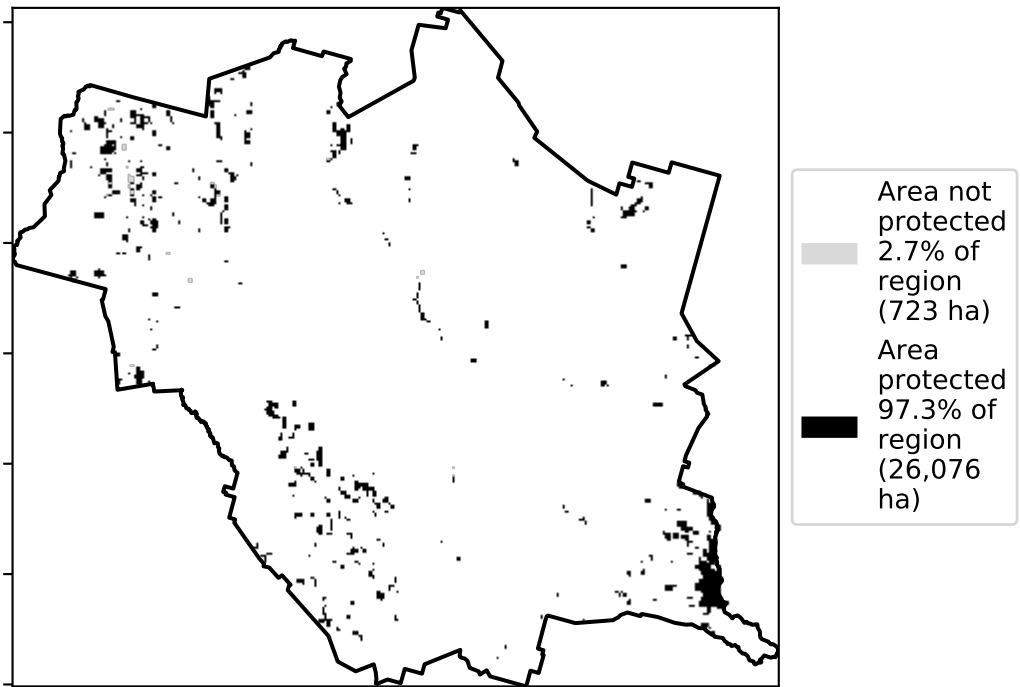 Area not
protected
2.7% of
region
(723 ha)
Area
protected
97.3% of
region
(26,076
ha)